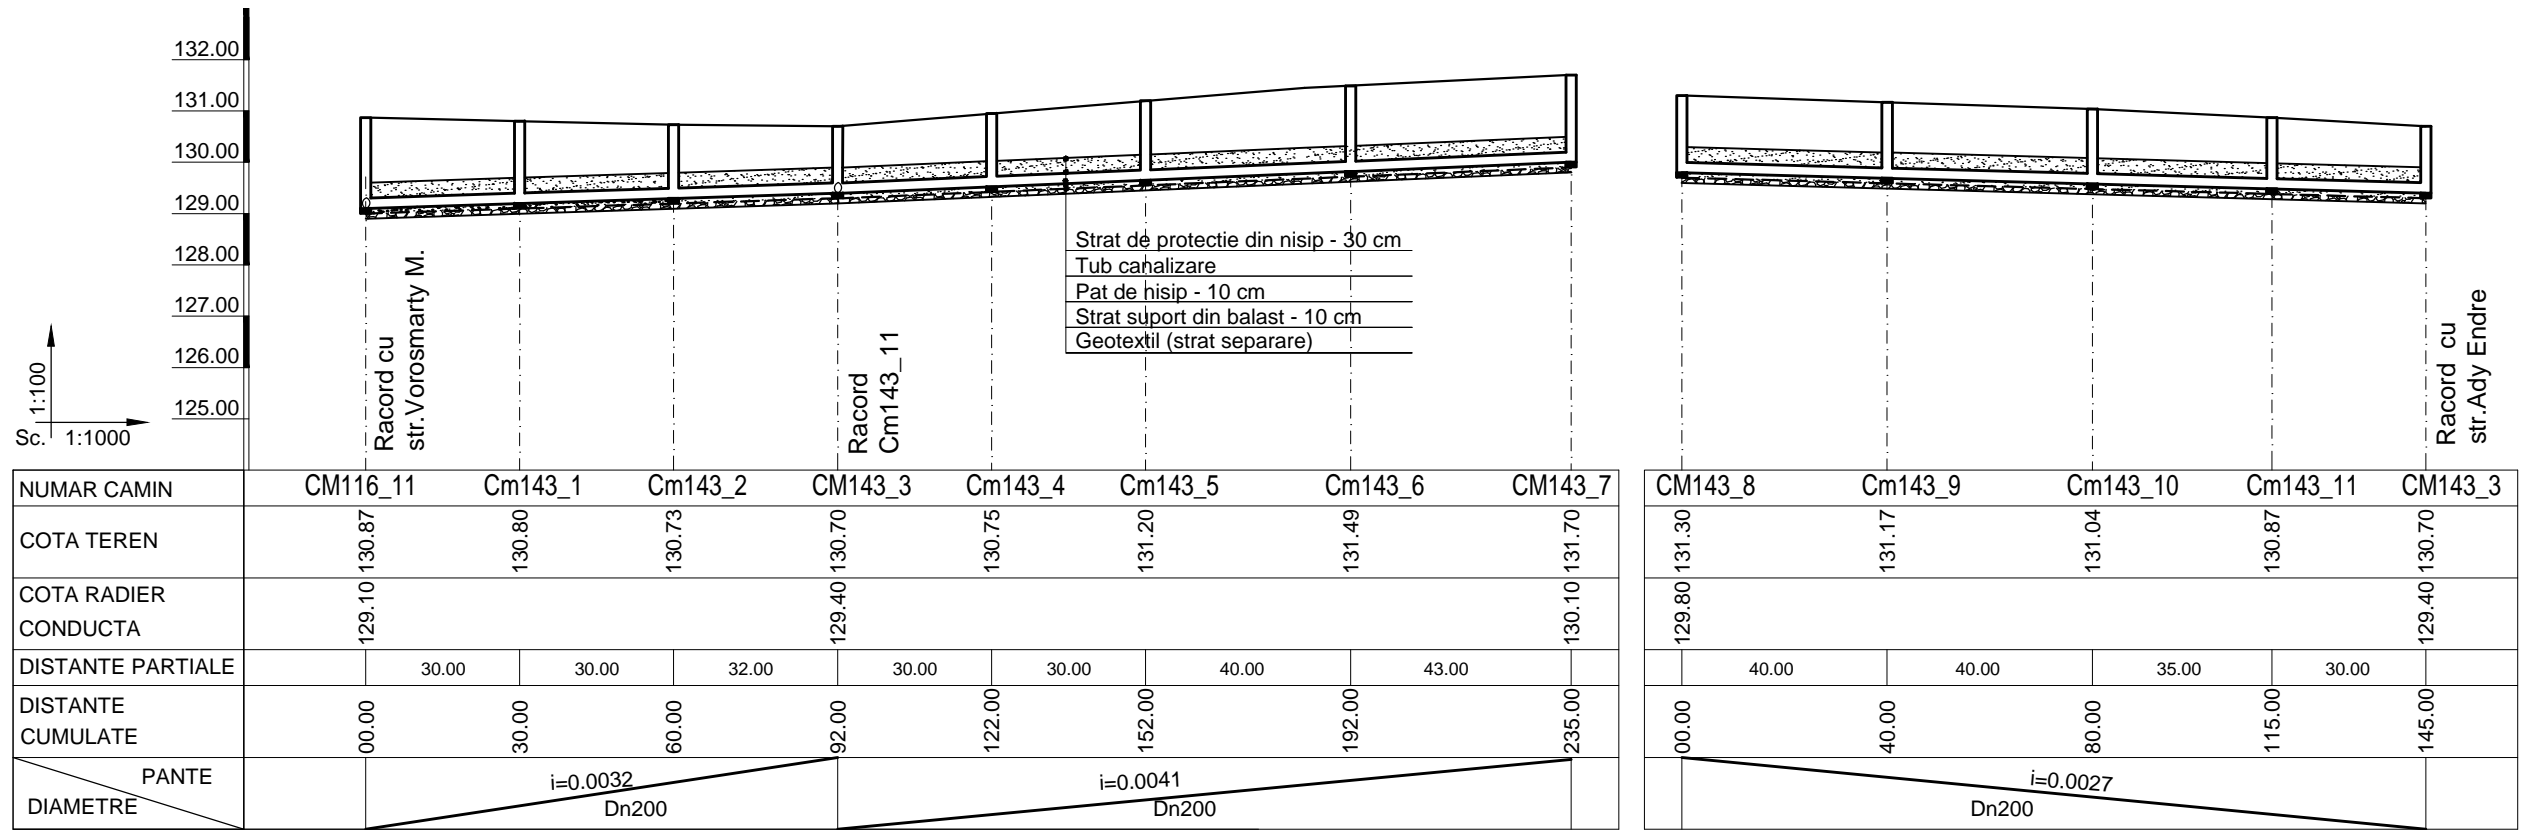 132.00
131.00
130.00
129.00
128.00
127.00
126.00
125.00
1:100
Sc. 1:1000
Racord cu
str.Vorosmarty M.
Racord
Cm143_11
Strat de protectie din nisip - 30 cm
Tub canalizare
Pat de nisip - 10 cm
Strat suport din balast - 10 cm
Geotextil (strat separare)
Racord cu
str.Ady Endre
NUMAR CAMIN CM116_11 Cm143_1 Cm143_2 CM143_3 Cm143_4 Cm143_5 Cm143_6 CM143_7 CM143_8 Cm143_9 Cm143_10 Cm143_11 CM143_3
COTA TEREN 130.87 130.80 130.73 130.70 130.75 131.20 131.49 131.70 131.30 131.17 131.04 130.87 130.70
COTA RADIER
CONDUCTA
129.10 129.40 130.10 129.80 129.40
DISTANTE PARTIALE 30.00 30.00 32.00 30.00 30.00 40.00 43.00 40.00 40.00 35.00 30.00
DISTANTE
CUMULATE
00.00 30.00 60.00 92.00 122.00 152.00 192.00 235.00 00.00 40.00 80.00 115.00 145.00
PANTE i=0.0032 i=0.0041 i=0.0027
DIAMETRE Dn200 Dn200 Dn200